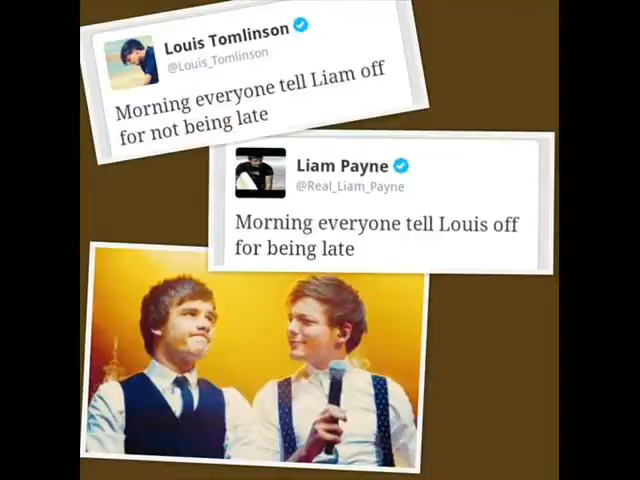 Louis Tomlinson
@Louis_Tomlinson
Morning everyone tell Liam off
for not being late
Liam Payne
@Real_Liam_Payne
Morning everyone tell Louis off
for being late